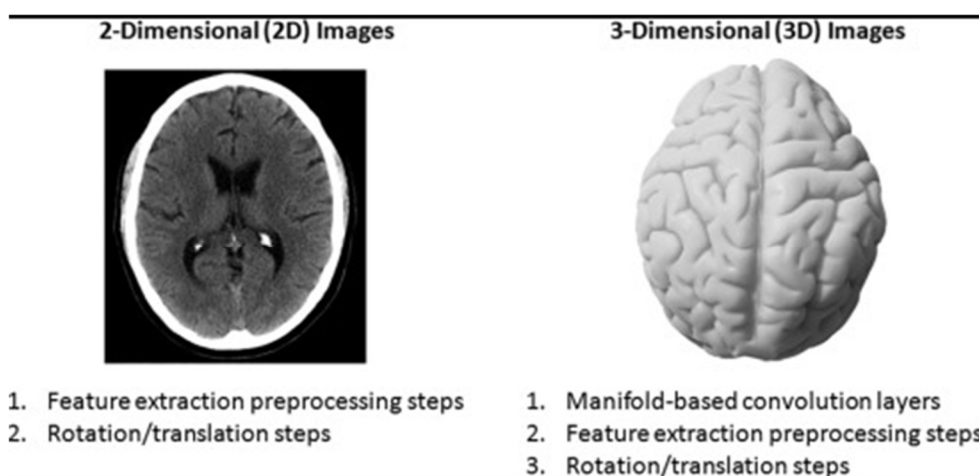 2-Dimensional (2D) Images
3-Dimensional (3D) Images
1. Feature extraction preprocessing steps
2. Rotation/translation steps
1. Manifold-based convolution layers
2. Feature extraction preprocessing steps
3. Rotation/translation steps